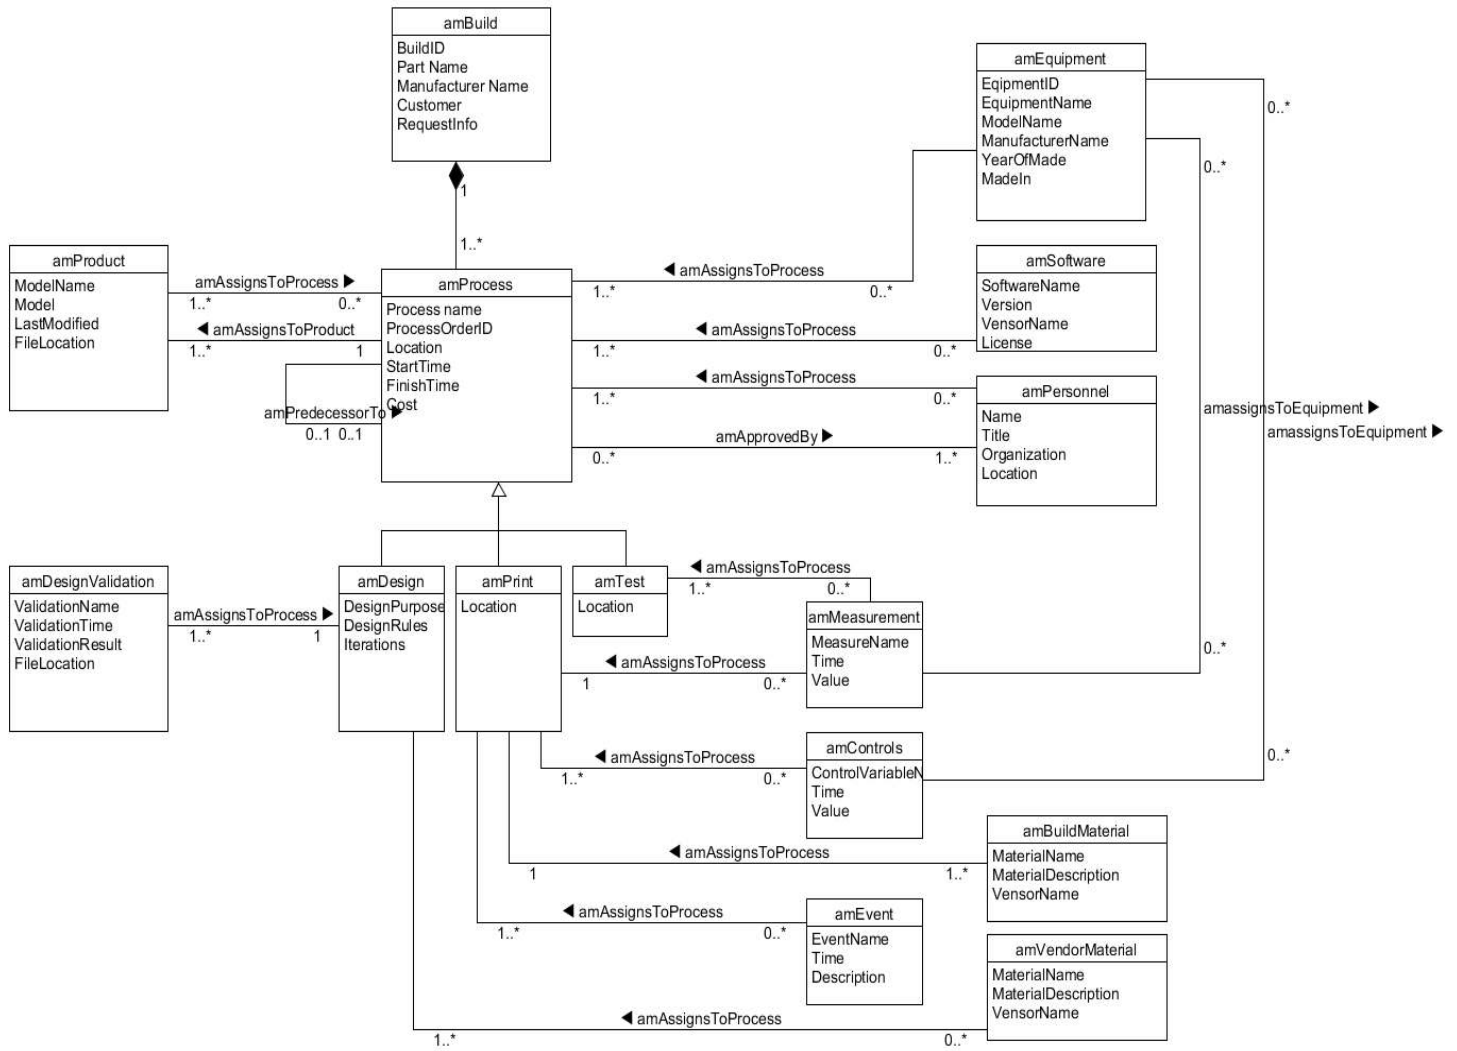 amBuild
BuildID
Part Name
Manufacturer Name
Customer
RequestInfo
1
1..*
amEquipment
EqipmentID
EquipmentName
ModelName
ManufacturerName
YearOfMade
MadeIn
0..*
0..*
amProduct
ModelName
Model
LastModified
FileLocation
amAssignsToProcess ▶
1..* 0..*
◀ amAssignsToProduct
1..* 1
amProcess
Process name
ProcessOrderID
Location
StartTime
FinishTime
Cost
amPredecessorTo ▶
0..1 0..1
◀ amAssignsToProcess
1..* 0..*
amSoftware
SoftwareName
Version
VensorName
License
◀ amAssignsToProcess
1..* 0..*
◀ amAssignsToProcess
1..* 0..*
amApprovedBy ▶
0..* 1..*
amPersonnel
Name
Title
Organization
Location
amassignsToEquipment ▶
amassignsToEquipment ▶
amDesignValidation
ValidationName
ValidationTime
ValidationResult
FileLocation
amAssignsToProcess ▶
1..* 1
amDesign
DesignPurpose
DesignRules
Iterations
amPrint
Location
amTest
Location
◀ amAssignsToProcess
1..* 0..*
amMeasurement
MeasureName
Time
Value
◀ amAssignsToProcess
1 0..*
0..*
amControls
ControlVariableN
Time
Value
◀ amAssignsToProcess
1..* 0..*
0..*
amBuildMaterial
MaterialName
MaterialDescription
VensorName
◀ amAssignsToProcess
1 1..*
amEvent
EventName
Time
Description
◀ amAssignsToProcess
1..* 0..*
amVendorMaterial
MaterialName
MaterialDescription
VensorName
◀ amAssignsToProcess
1..* 0..*